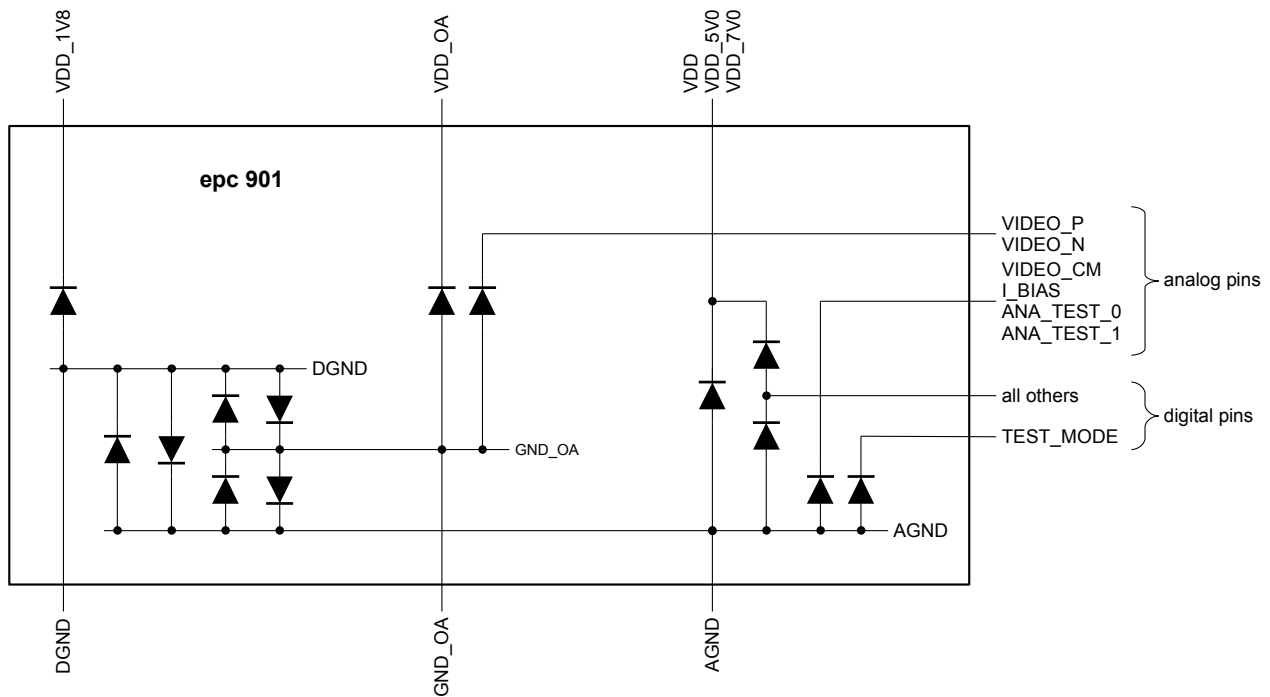 VDD_1V8
VDD_OA
VDD
VDD_5V0
VDD_7V0
epc 901
VIDEO_P
VIDEO_N
VIDEO_CM
I_BIAS
ANA_TEST_0
ANA_TEST_1
analog pins
DGND
all others
digital pins
TEST_MODE
GND_OA
AGND
DGND
GND_OA
AGND